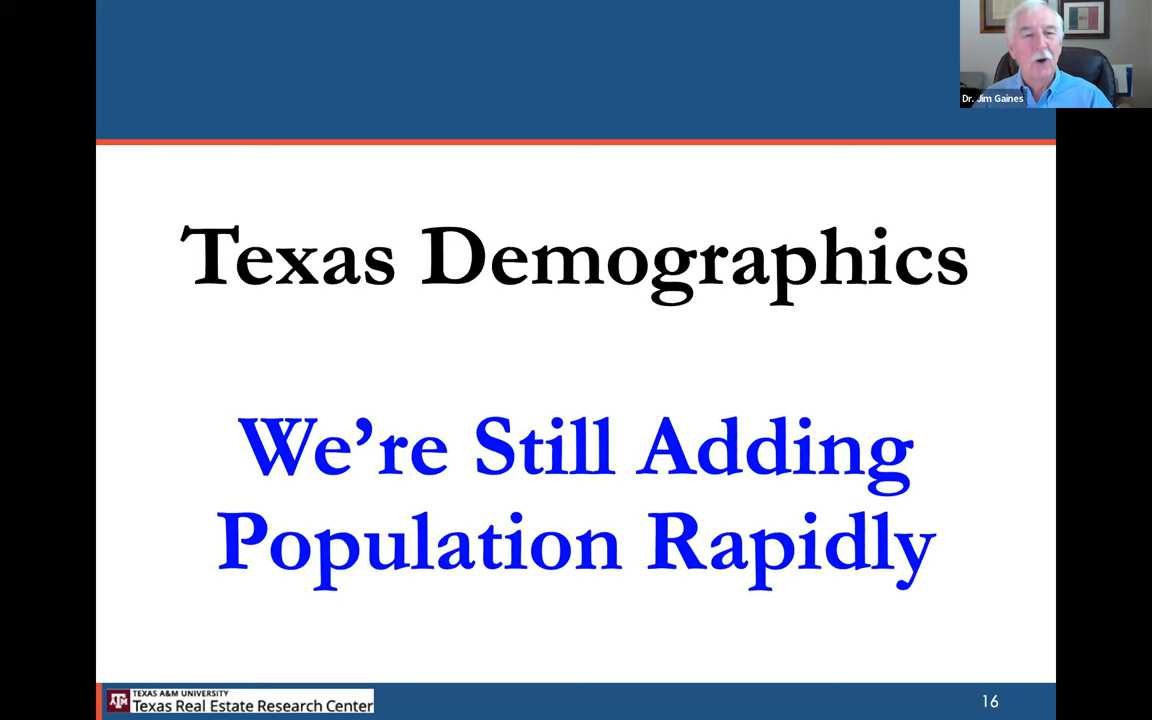 Dr. Jim Gaines
Texas Demographics
We're Still Adding
Population Rapidly
TEXAS A&M UNIVERSITY
Texas Real Estate Research Center
16